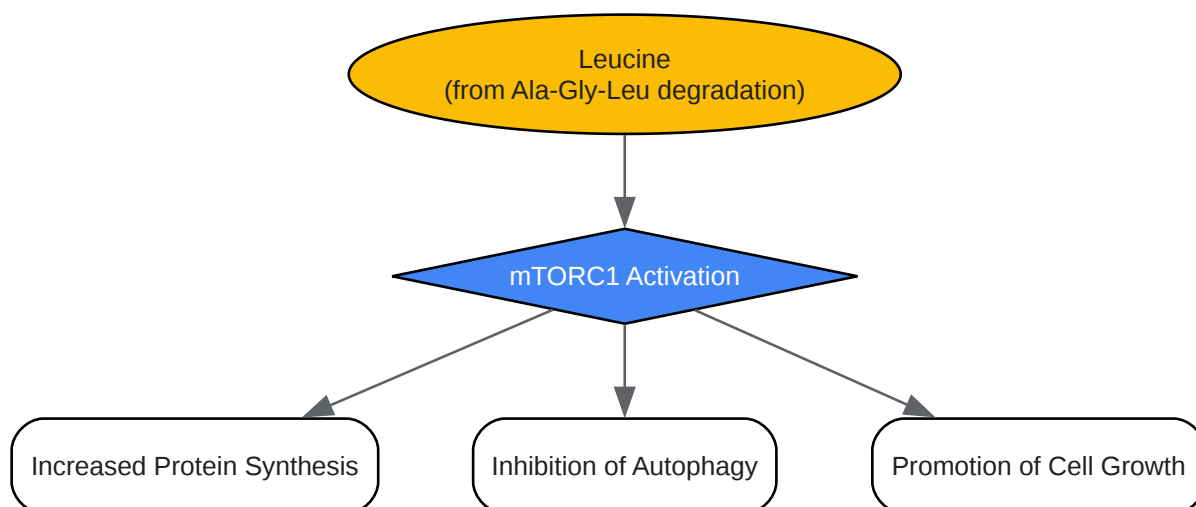 Leucine
(from Ala-Gly-Leu degradation)
mTORC1 Activation
Increased Protein Synthesis
Inhibition of Autophagy
Promotion of Cell Growth